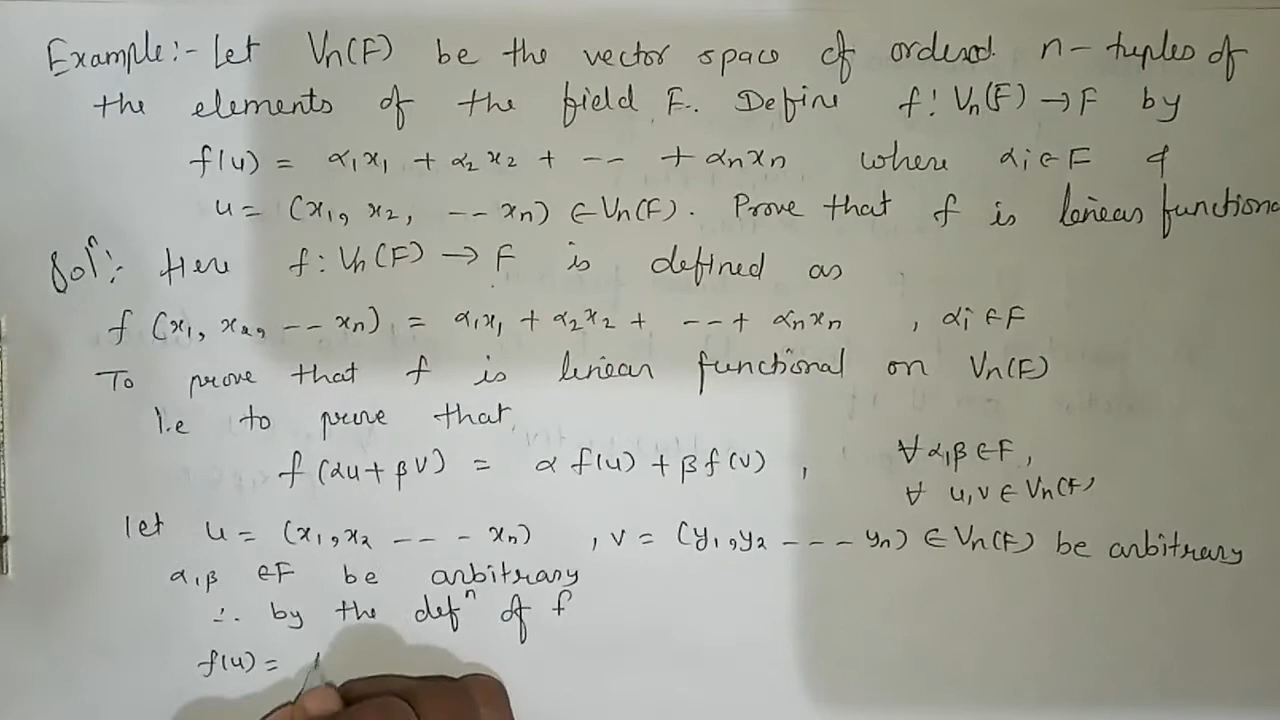 Example:- Let Vn(F) be the vector space of ordered n-tuples of
the elements of the field F. Define f: Vn(F) → F by
f(u) = α₁x₁ + α₂x₂ + -- + αnxn where αi ∈ F &
u = (x₁, x₂, -- xn) ∈ Vn(F). Prove that f is linear functiona
Solⁿ:- Here f: Vn(F) → F is defined as
f (x₁, x₂, -- xn) = α₁x₁ + α₂x₂ + --+ αnxn , αi ∈ F
To prove that f is linear functional on Vn(F)
i.e to prove that
f(αu + βv) = α f(u) + β f(v) , ∀ α,β ∈ F,
∀ u,v ∈ Vn(F)
let u = (x₁, x₂ --- xn) , v = (y₁, y₂ --- yn) ∈ Vn(F) be arbitrary
α,β ∈F be arbitrary
∴ by the defⁿ of f
f(u) =